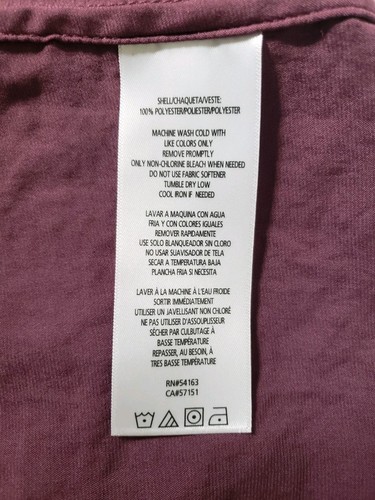 SHELL/CHAQUETA/VESTE:
100% POLYESTER/POLIESTER/POLYESTER
MACHINE WASH COLD WITH
LIKE COLORS ONLY
REMOVE PROMPTLY
ONLY NON-CHLORINE BLEACH WHEN NEEDED
DO NOT USE FABRIC SOFTENER
TUMBLE DRY LOW
COOL IRON IF NEEDED
LAVAR A MAQUINA CON AGUA
FRIA Y CON COLORES IGUALES
REMOVER RAPIDAMENTE
USE SOLO BLANQUEADOR SIN CLORO
NO USAR SUAVISADOR DE TELA
SECAR A TEMPERATURA BAJA
PLANCHA FRIA SI NECESITA
LAVER À LA MACHINE À L'EAU FROIDE
SORTIR IMMÉDIATEMENT
UTILISER UN JAVELLISANT NON CHLORÉ
NE PAS UTILISER D'ASSOUPLISSEUR
SÉCHER PAR CULBUTAGE À
BASSE TEMPÉRATURE
REPASSER, AU BESOIN, À
TRES BASSE TEMPÉRATURE
RN#54163
CA#57151